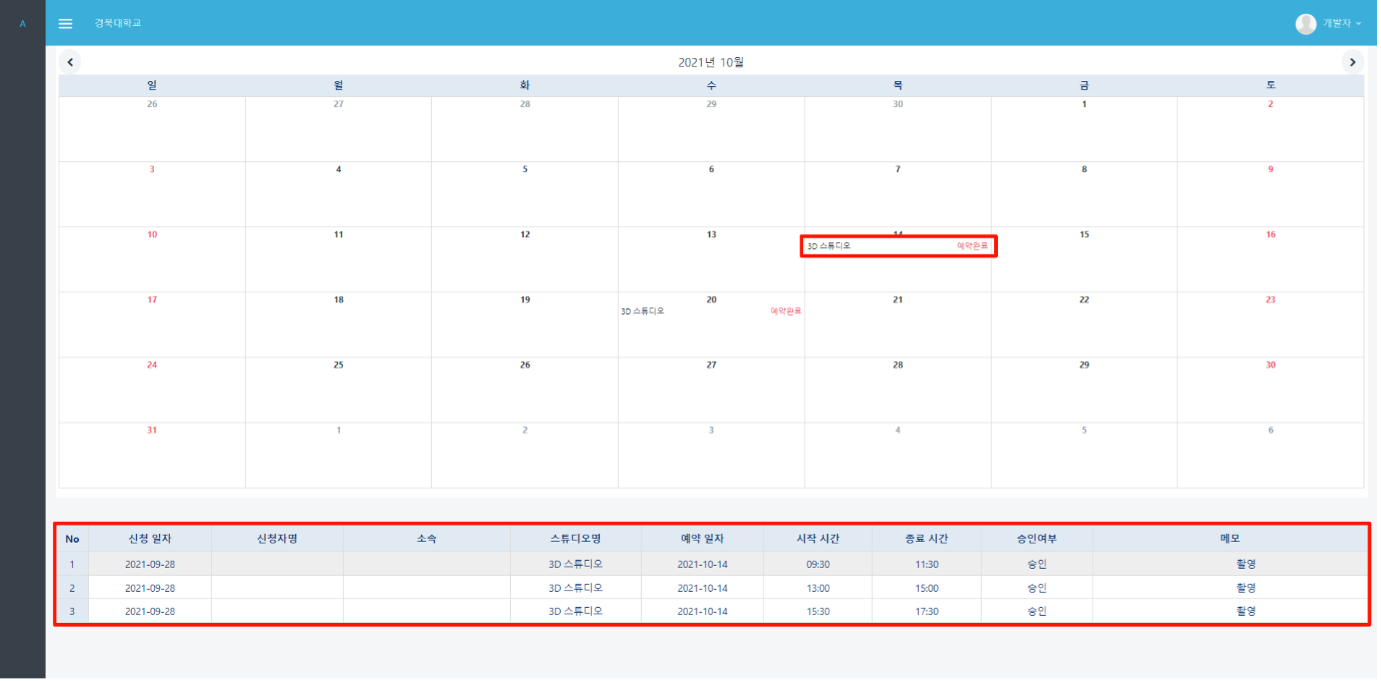 A 경북대학교 개발자
2021년 10월
일 월 화 수 목 금 토
26 27 28 29 30 1 2
3 4 5 6 7 8 9
10 11 12 13 14 15 16
3D 스튜디오 예약완료
17 18 19 20 21 22 23
3D 스튜디오 예약완료
24 25 26 27 28 29 30
31 1 2 3 4 5 6
No 신청 일자 신청자명 소속 스튜디오명 예약 일자 시작 시간 종료 시간 승인여부 메모
1 2021-09-28 3D 스튜디오 2021-10-14 09:30 11:30 승인 촬영
2 2021-09-28 3D 스튜디오 2021-10-14 13:00 15:00 승인 촬영
3 2021-09-28 3D 스튜디오 2021-10-14 15:30 17:30 승인 촬영